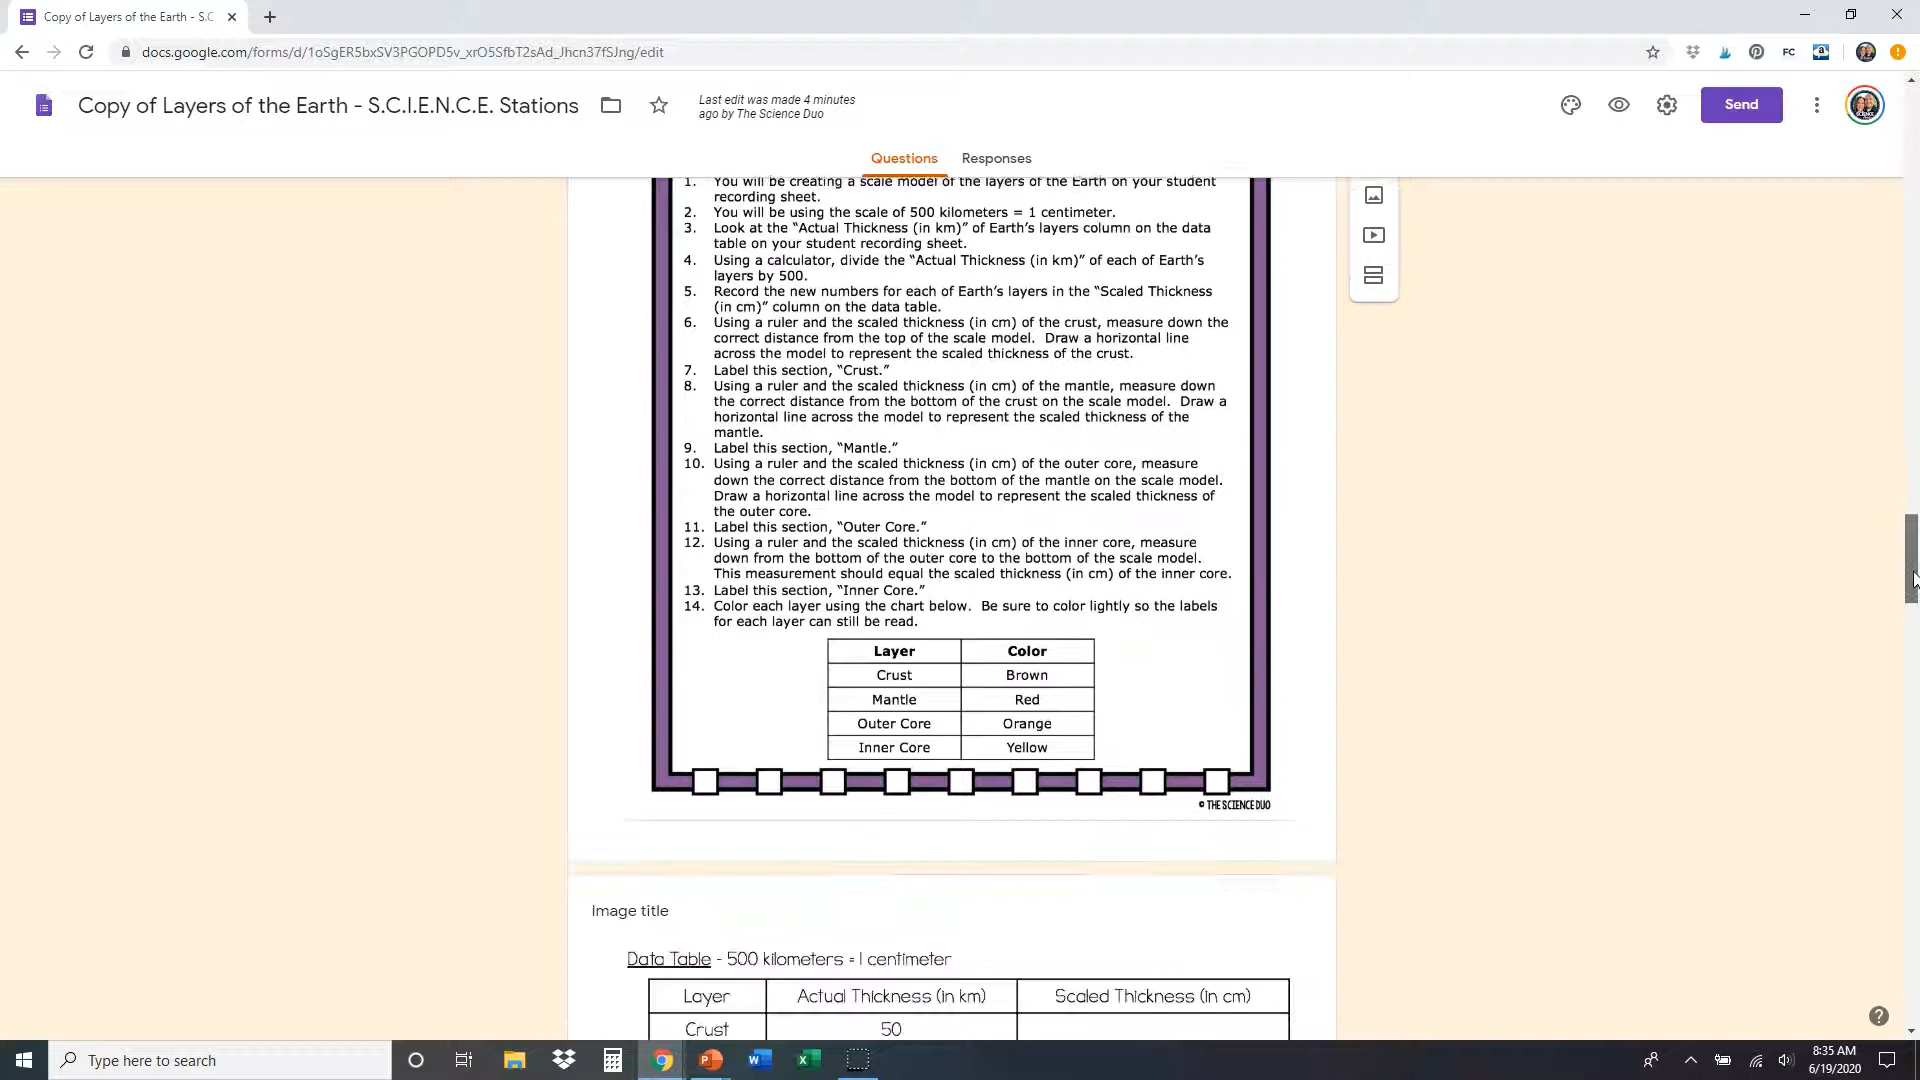 Copy of Layers of the Earth - S.C
docs.google.com/forms/d/1oSgER5bxSV3PGOPD5v_xrO5SfbT2sAd_Jhcn37fSJng/edit
FC
Copy of Layers of the Earth - S.C.I.E.N.C.E. Stations
Last edit was made 4 minutes
ago by The Science Duo
Send
Questions
Responses
1. You will be creating a scale model of the layers of the Earth on your student
recording sheet.
2. You will be using the scale of 500 kilometers = 1 centimeter.
3. Look at the “Actual Thickness (in km)” of Earth’s layers column on the data
table on your student recording sheet.
4. Using a calculator, divide the “Actual Thickness (in km)” of each of Earth’s
layers by 500.
5. Record the new numbers for each of Earth’s layers in the “Scaled Thickness
(in cm)” column on the data table.
6. Using a ruler and the scaled thickness (in cm) of the crust, measure down the
correct distance from the top of the scale model. Draw a horizontal line
across the model to represent the scaled thickness of the crust.
7. Label this section, “Crust.”
8. Using a ruler and the scaled thickness (in cm) of the mantle, measure down
the correct distance from the bottom of the crust on the scale model. Draw a
horizontal line across the model to represent the scaled thickness of the
mantle.
9. Label this section, “Mantle.”
10. Using a ruler and the scaled thickness (in cm) of the outer core, measure
down the correct distance from the bottom of the mantle on the scale model.
Draw a horizontal line across the model to represent the scaled thickness of
the outer core.
11. Label this section, “Outer Core.”
12. Using a ruler and the scaled thickness (in cm) of the inner core, measure
down from the bottom of the outer core to the bottom of the scale model.
This measurement should equal the scaled thickness (in cm) of the inner core.
13. Label this section, “Inner Core.”
14. Color each layer using the chart below. Be sure to color lightly so the labels
for each layer can still be read.
Layer Color
Crust Brown
Mantle Red
Outer Core Orange
Inner Core Yellow
© THE SCIENCE DUO
Image title
Data Table - 500 kilometers = 1 centimeter
Layer Actual Thickness (in km) Scaled Thickness (in cm)
Crust 50
Type here to search
8:35 AM
6/19/2020